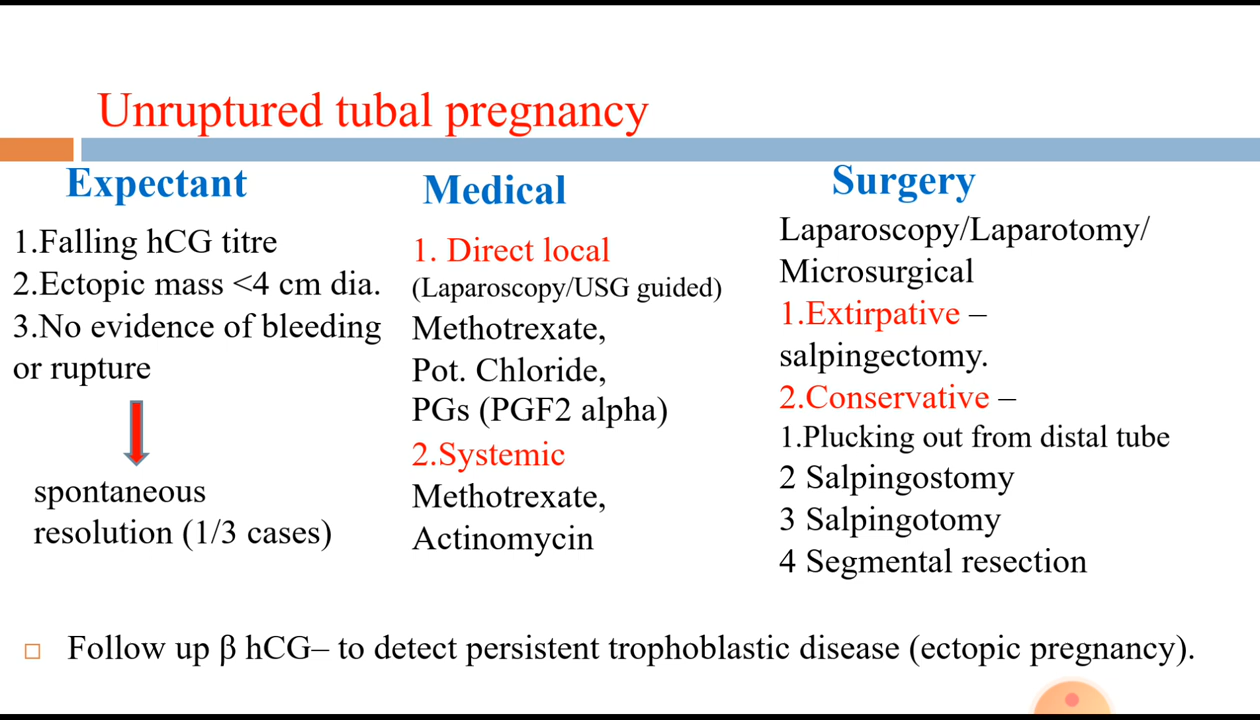 Unruptured tubal pregnancy
Expectant
1.Falling hCG titre
2.Ectopic mass <4 cm dia.
3.No evidence of bleeding
or rupture
spontaneous
resolution (1/3 cases)
Medical
1. Direct local
(Laparoscopy/USG guided)
Methotrexate,
Pot. Chloride,
PGs (PGF2 alpha)
2.Systemic
Methotrexate,
Actinomycin
Surgery
Laparoscopy/Laparotomy/
Microsurgical
1.Extirpative –
salpingectomy.
2.Conservative –
1.Plucking out from distal tube
2 Salpingostomy
3 Salpingotomy
4 Segmental resection
Follow up β hCG– to detect persistent trophoblastic disease (ectopic pregnancy).